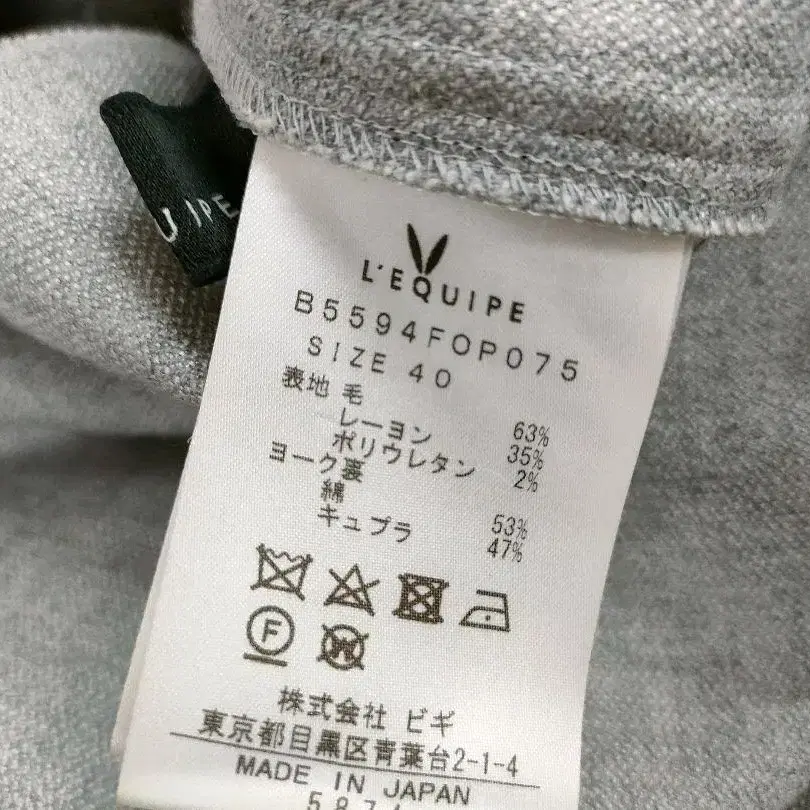 L'EQUIPE
B5594FOP075
SIZE 40
表地 毛 63%
レーヨン 35%
ポリウレタン 2%
ヨーク裏
綿 53%
キュプラ 47%
F
W
株式会社 ビギ
東京都目黒区青葉台2-1-4
MADE IN JAPAN